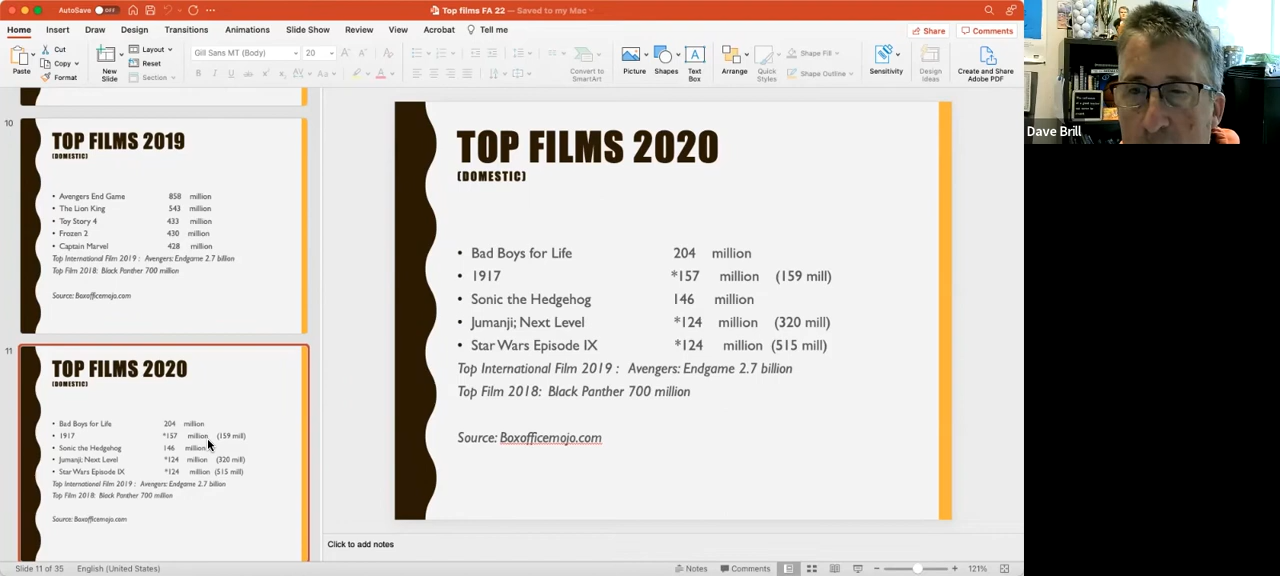 AutoSave OFF
Top films FA 22 — Saved to my Mac
Home Insert Draw Design Transitions Animations Slide Show Review View Acrobat Tell me
Share Comments
Paste
Cut
Copy
Format
New
Slide
Layout
Reset
Section
Gill Sans MT (Body) 20
Convert to
SmartArt
Picture
Shapes
Text
Box
Arrange
Quick
Styles
Shape Fill
Shape Outline
Sensitivity
Design
Ideas
Create and Share
Adobe PDF
10
TOP FILMS 2019
(DOMESTIC)
• Avengers End Game 858 million
• The Lion King 543 million
• Toy Story 4 433 million
• Frozen 2 430 million
• Captain Marvel 428 million
Top International Film 2019 : Avengers: Endgame 2.7 billion
Top Film 2018: Black Panther 700 million
Source: Boxofficemojo.com
11
TOP FILMS 2020
(DOMESTIC)
• Bad Boys for Life 204 million
• 1917 *157 million (159 mill)
• Sonic the Hedgehog 146 million
• Jumanji; Next Level *124 million (320 mill)
• Star Wars Episode IX *124 million (515 mill)
Top International Film 2019 : Avengers: Endgame 2.7 billion
Top Film 2018: Black Panther 700 million
Source: Boxofficemojo.com
TOP FILMS 2020
(DOMESTIC)
• Bad Boys for Life 204 million
• 1917 *157 million (159 mill)
• Sonic the Hedgehog 146 million
• Jumanji; Next Level *124 million (320 mill)
• Star Wars Episode IX *124 million (515 mill)
Top International Film 2019 : Avengers: Endgame 2.7 billion
Top Film 2018: Black Panther 700 million
Source: Boxofficemojo.com
Click to add notes
Slide 11 of 35 English (United States)
Notes Comments 121%
Dave Brill